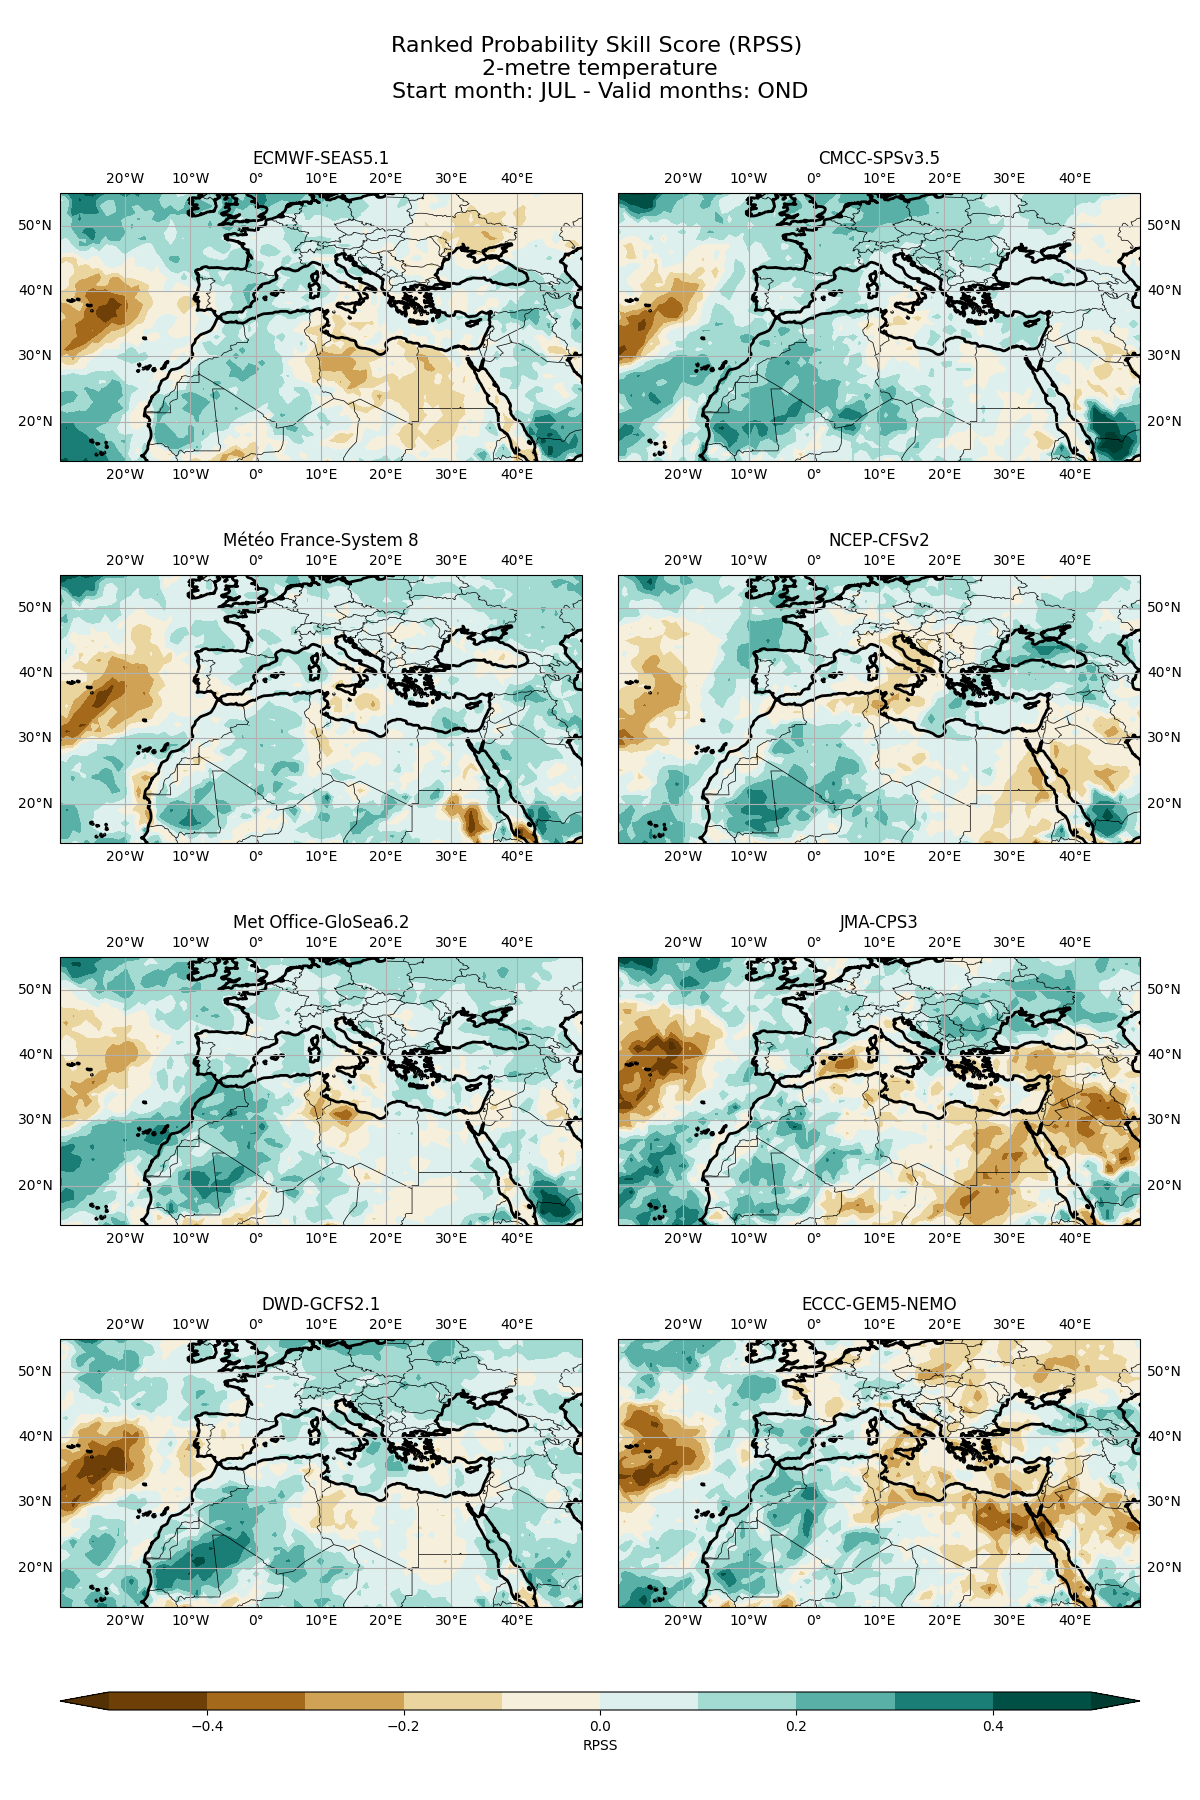 Ranked Probability Skill Score (RPSS)
2-metre temperature
Start month: JUL - Valid months: OND
ECMWF-SEAS5.1
20°W 10°W 0° 10°E 20°E 30°E 40°E
50°N
40°N
30°N
20°N
20°W 10°W 0° 10°E 20°E 30°E 40°E
CMCC-SPSv3.5
20°W 10°W 0° 10°E 20°E 30°E 40°E
50°N
40°N
30°N
20°N
20°W 10°W 0° 10°E 20°E 30°E 40°E
Météo France-System 8
20°W 10°W 0° 10°E 20°E 30°E 40°E
50°N
40°N
30°N
20°N
20°W 10°W 0° 10°E 20°E 30°E 40°E
NCEP-CFSv2
20°W 10°W 0° 10°E 20°E 30°E 40°E
50°N
40°N
30°N
20°N
20°W 10°W 0° 10°E 20°E 30°E 40°E
Met Office-GloSea6.2
20°W 10°W 0° 10°E 20°E 30°E 40°E
50°N
40°N
30°N
20°N
20°W 10°W 0° 10°E 20°E 30°E 40°E
JMA-CPS3
20°W 10°W 0° 10°E 20°E 30°E 40°E
50°N
40°N
30°N
20°N
20°W 10°W 0° 10°E 20°E 30°E 40°E
DWD-GCFS2.1
20°W 10°W 0° 10°E 20°E 30°E 40°E
50°N
40°N
30°N
20°N
20°W 10°W 0° 10°E 20°E 30°E 40°E
ECCC-GEM5-NEMO
20°W 10°W 0° 10°E 20°E 30°E 40°E
50°N
40°N
30°N
20°N
20°W 10°W 0° 10°E 20°E 30°E 40°E
−0.4 −0.2 0.0 0.2 0.4
RPSS